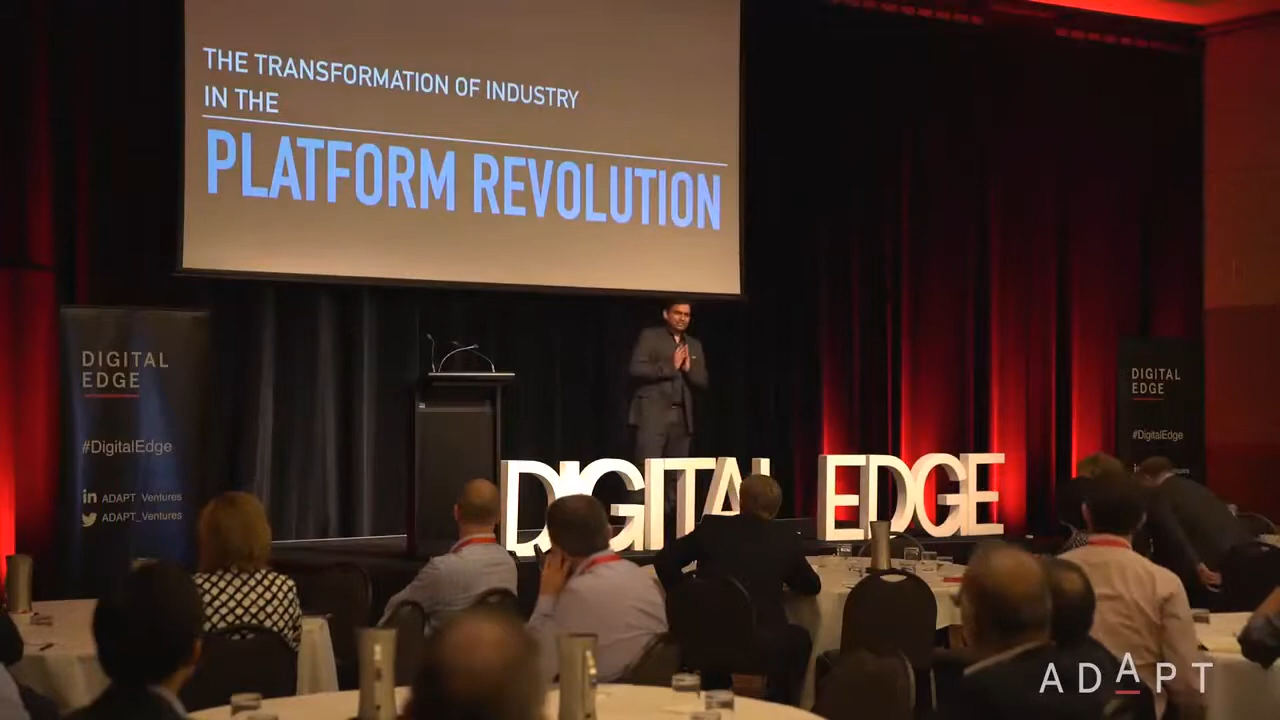 THE TRANSFORMATION OF INDUSTRY
IN THE
PLATFORM REVOLUTION
DIGITAL
EDGE
#DigitalEdge
in ADAPT_Ventures
ADAPT_Ventures
DIGITAL EDGE
DIGITAL
EDGE
#DigitalEdge
ADAPT